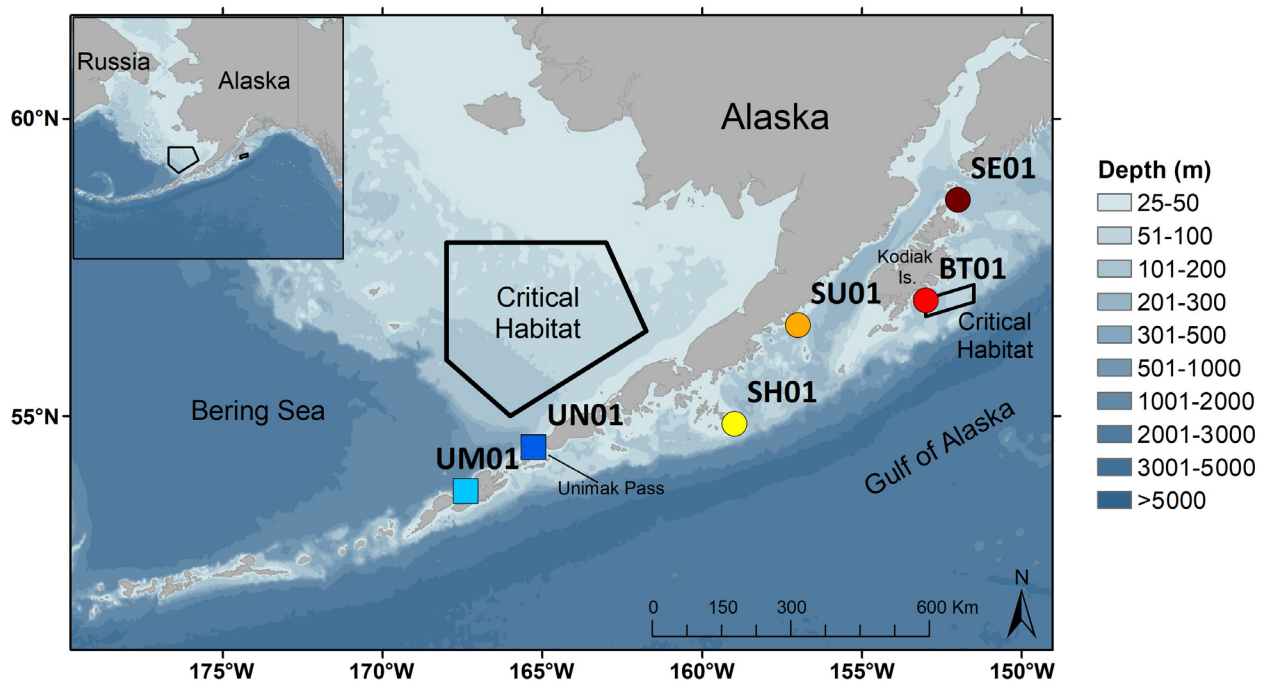 Russia
Alaska
Alaska
60°N
55°N
SE01
Kodiak
Is.
BT01
SU01
Critical
Habitat
Critical
Habitat
SH01
Bering Sea
UN01
UM01
Unimak Pass
Gulf of Alaska
N
0 150 300 600 Km
175°W 170°W 165°W 160°W 155°W 150°W
Depth (m)
25-50
51-100
101-200
201-300
301-500
501-1000
1001-2000
2001-3000
3001-5000
>5000